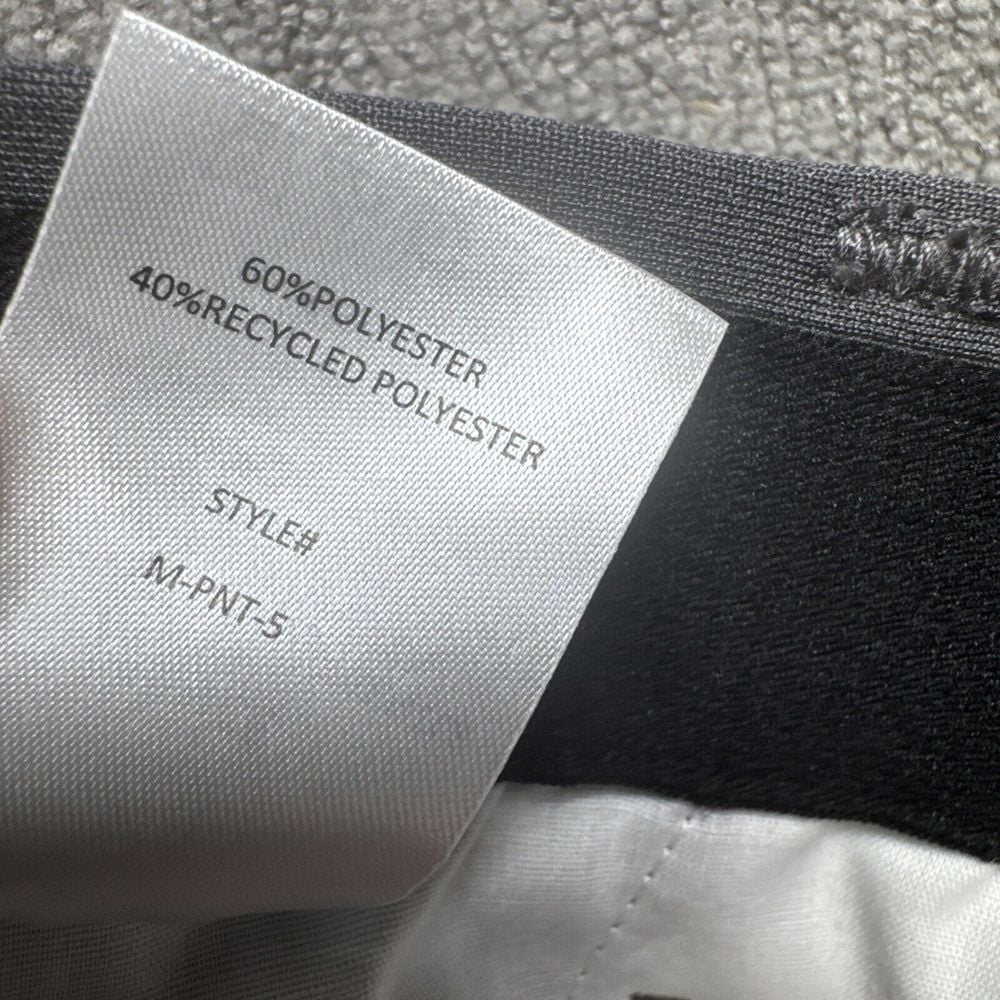 60%POLYESTER
40%RECYCLED POLYESTER
STYLE#
M-PNT-5